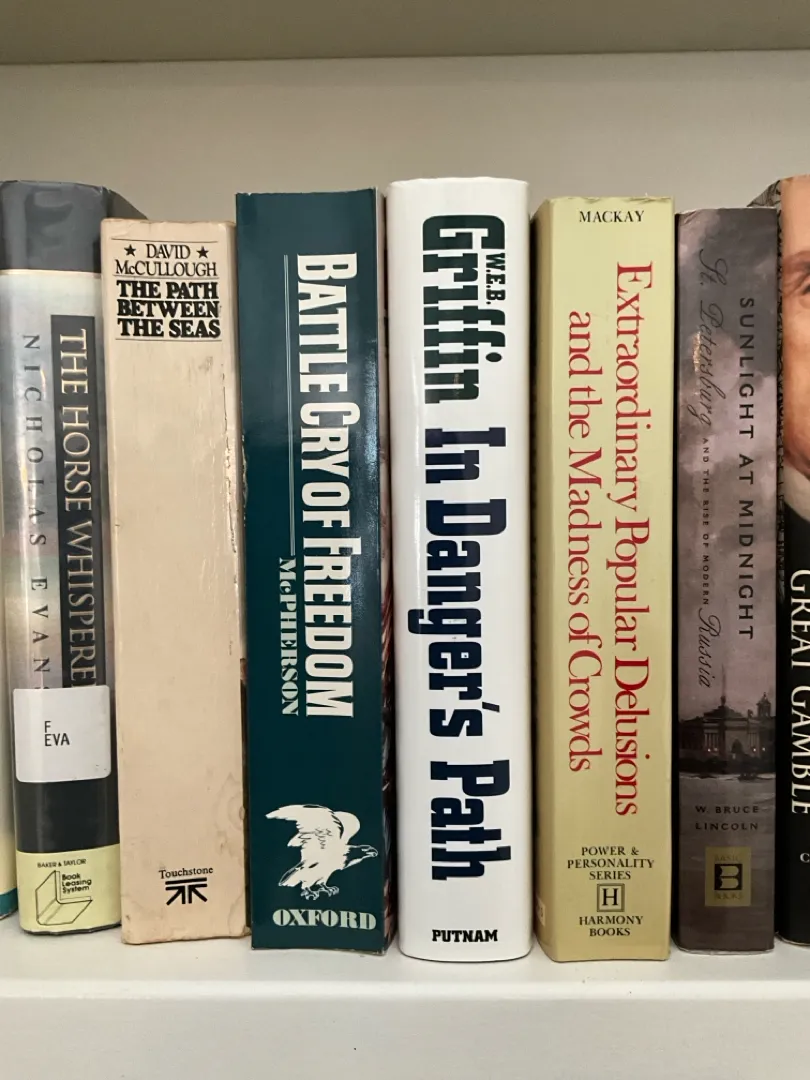 THE HORSE WHISPERE
NICHOLAS EVAN
F
EVA
BAKER & TAYLOR
Book
Leasing
System
★ DAVID ★
McCULLOUGH
THE PATH
BETWEEN
THE SEAS
Touchstone
BATTLE CRY OF FREEDOM
McPHERSON
OXFORD
W.E.B.
Griffin In Danger's Path
PUTNAM
MACKAY
Extraordinary Popular Delusions
and the Madness of Crowds
POWER &
PERSONALITY
SERIES
H
HARMONY
BOOKS
SUNLIGHT AT MIDNIGHT
St. Petersburg AND THE RISE OF MODERN Russia
W. BRUCE
LINCOLN
B
GREAT GAMBLE